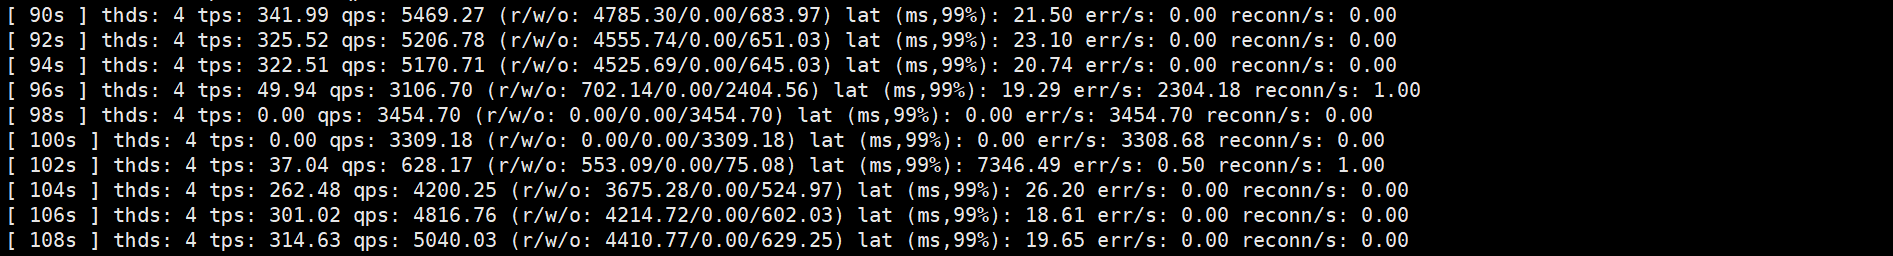 [ 90s ] thds: 4 tps: 341.99 qps: 5469.27 (r/w/o: 4785.30/0.00/683.97) lat (ms,99%): 21.50 err/s: 0.00 reconn/s: 0.00
[ 92s ] thds: 4 tps: 325.52 qps: 5206.78 (r/w/o: 4555.74/0.00/651.03) lat (ms,99%): 23.10 err/s: 0.00 reconn/s: 0.00
[ 94s ] thds: 4 tps: 322.51 qps: 5170.71 (r/w/o: 4525.69/0.00/645.03) lat (ms,99%): 20.74 err/s: 0.00 reconn/s: 0.00
[ 96s ] thds: 4 tps: 49.94 qps: 3106.70 (r/w/o: 702.14/0.00/2404.56) lat (ms,99%): 19.29 err/s: 2304.18 reconn/s: 1.00
[ 98s ] thds: 4 tps: 0.00 qps: 3454.70 (r/w/o: 0.00/0.00/3454.70) lat (ms,99%): 0.00 err/s: 3454.70 reconn/s: 0.00
[ 100s ] thds: 4 tps: 0.00 qps: 3309.18 (r/w/o: 0.00/0.00/3309.18) lat (ms,99%): 0.00 err/s: 3308.68 reconn/s: 0.00
[ 102s ] thds: 4 tps: 37.04 qps: 628.17 (r/w/o: 553.09/0.00/75.08) lat (ms,99%): 7346.49 err/s: 0.50 reconn/s: 1.00
[ 104s ] thds: 4 tps: 262.48 qps: 4200.25 (r/w/o: 3675.28/0.00/524.97) lat (ms,99%): 26.20 err/s: 0.00 reconn/s: 0.00
[ 106s ] thds: 4 tps: 301.02 qps: 4816.76 (r/w/o: 4214.72/0.00/602.03) lat (ms,99%): 18.61 err/s: 0.00 reconn/s: 0.00
[ 108s ] thds: 4 tps: 314.63 qps: 5040.03 (r/w/o: 4410.77/0.00/629.25) lat (ms,99%): 19.65 err/s: 0.00 reconn/s: 0.00